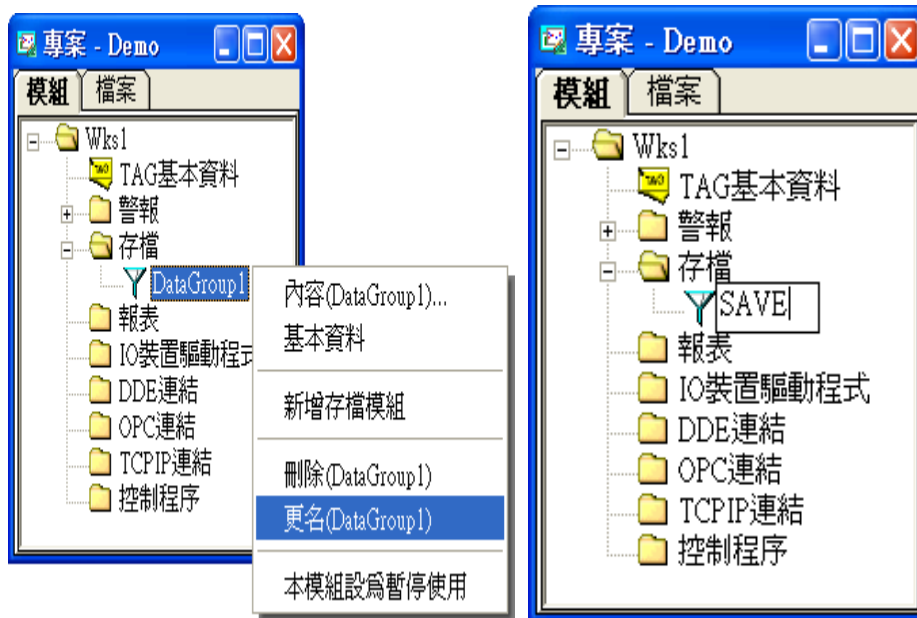 專案 - Demo
模組 檔案
Wks1
TAG基本資料
警報
存檔
DataGroup1
報表
IO裝置驅動程式
DDE連結
OPC連結
TCPIP連結
控制程序
內容(DataGroup1)...
基本資料
新增存檔模組
刪除(DataGroup1)
更名(DataGroup1)
本模組設為暫停使用
專案 - Demo
模組 檔案
Wks1
TAG基本資料
警報
存檔
SAVE
報表
IO裝置驅動程式
DDE連結
OPC連結
TCPIP連結
控制程序